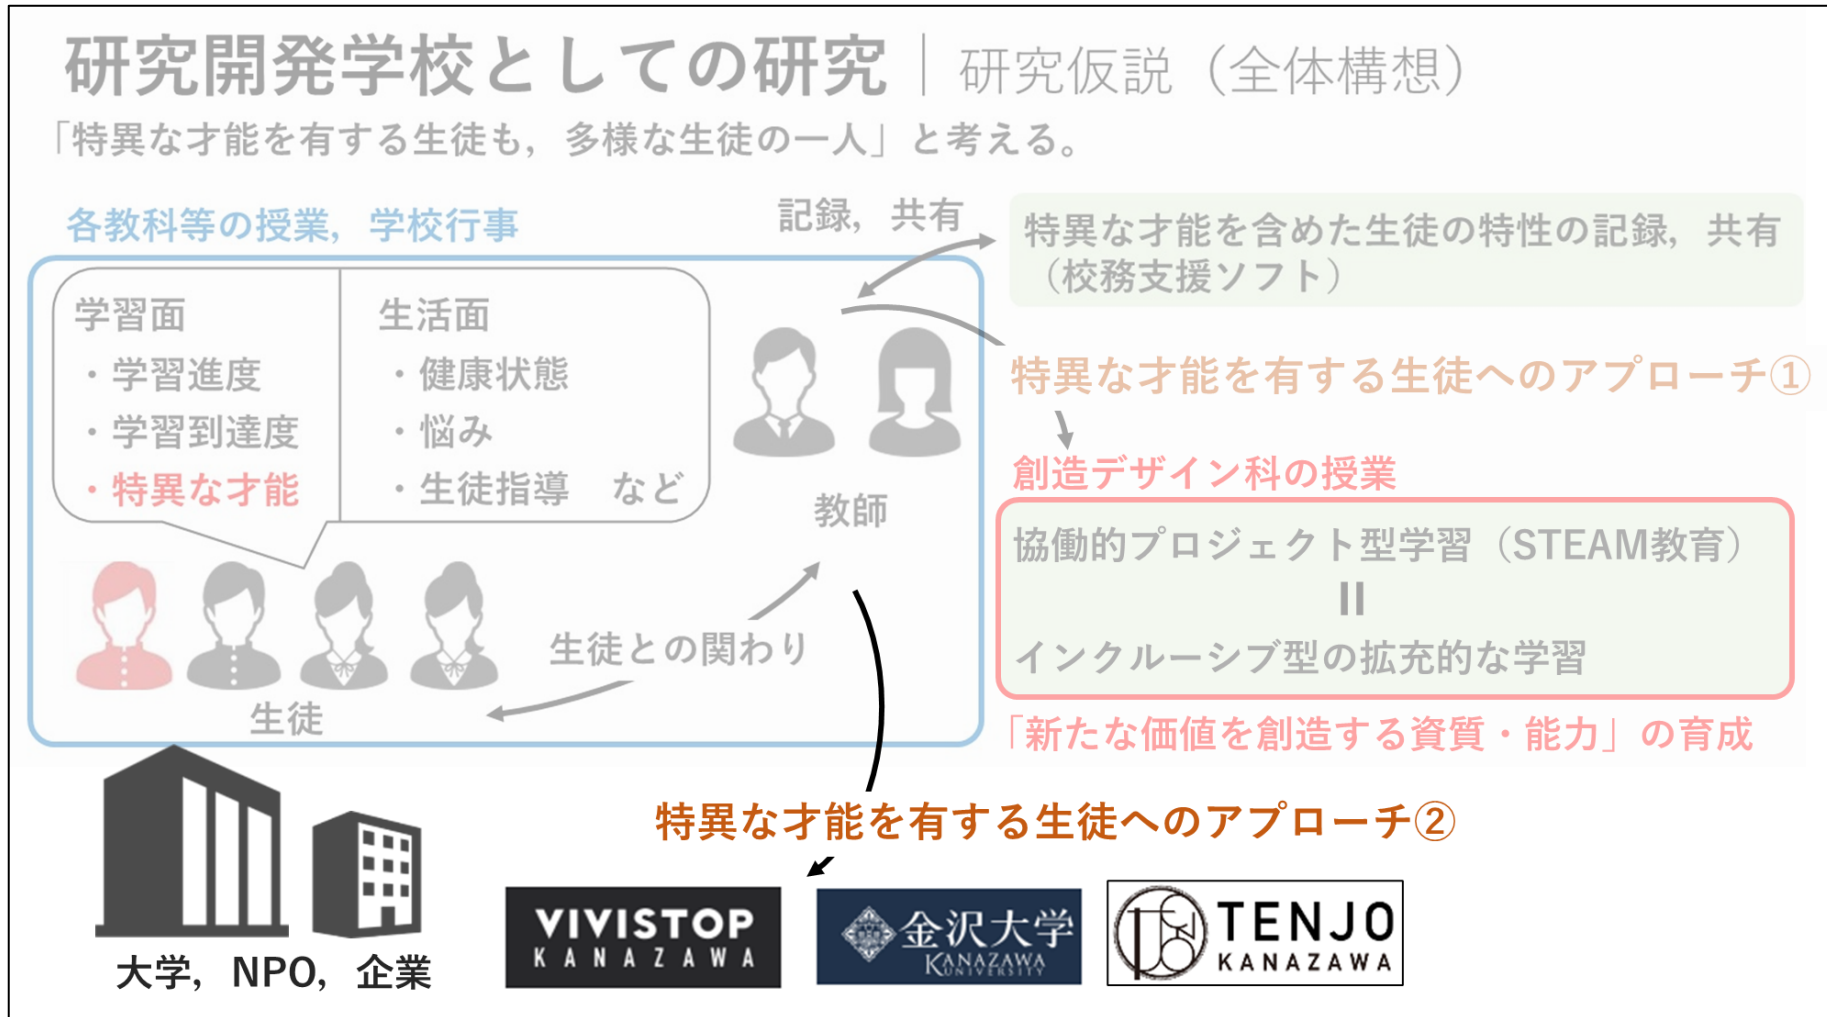 研究開発学校としての研究｜研究仮説（全体構想）
「特異な才能を有する生徒も，多様な生徒の一人」と考える。
各教科等の授業，学校行事
記録，共有
特異な才能を含めた生徒の特性の記録，共有
（校務支援ソフト）
学習面
・学習進度
・学習到達度
・特異な才能
生活面
・健康状態
・悩み
・生徒指導　など
教師
生徒との関わり
生徒
特異な才能を有する生徒へのアプローチ①
創造デザイン科の授業
協働的プロジェクト型学習（STEAM教育）
＝
インクルーシブ型の拡充的な学習
「新たな価値を創造する資質・能力」の育成
特異な才能を有する生徒へのアプローチ②
大学，NPO，企業
VIVISTOP
KANAZAWA
金沢大学
KANAZAWA
UNIVERSITY
TENJO
KANAZAWA